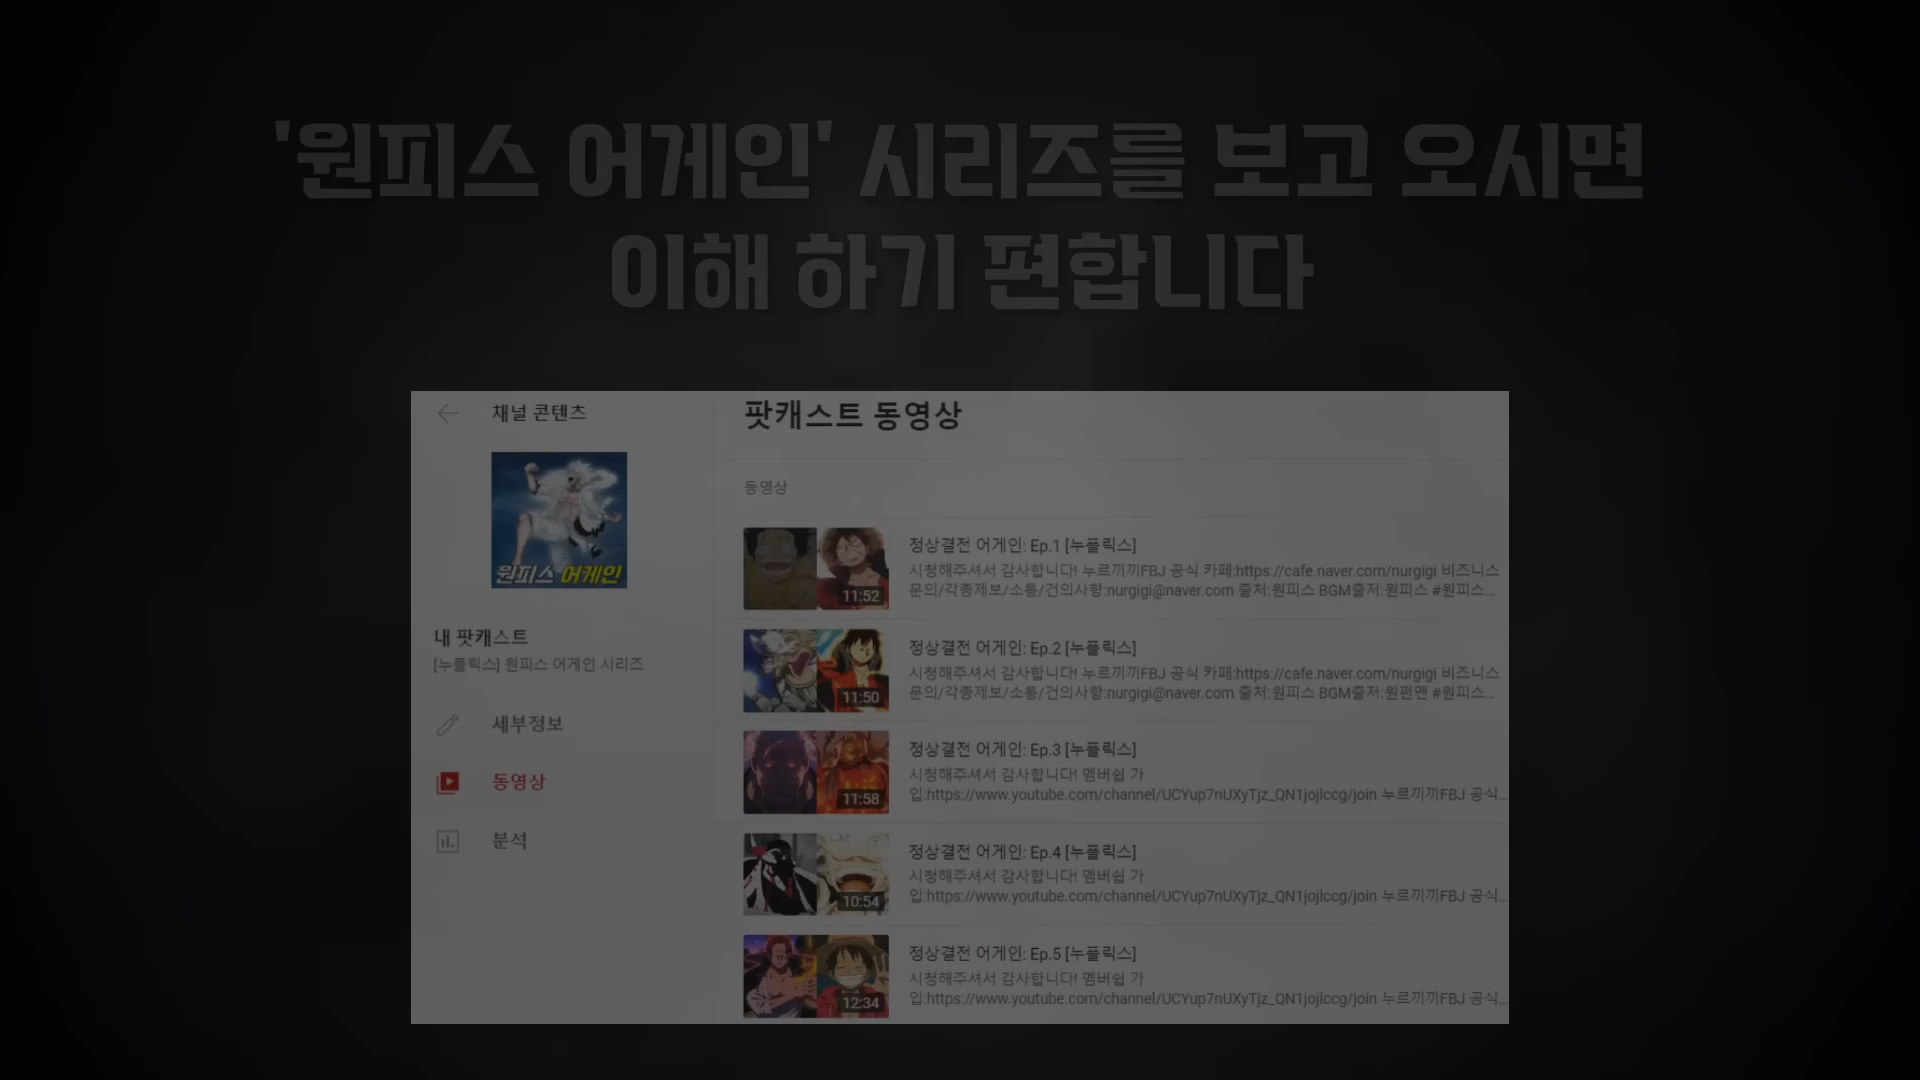 '원피스 어게인' 시리즈를 보고 오시면
이해 하기 편합니다
채널 콘텐츠
원피스 어게인
내 팟캐스트
[누플릭스] 원피스 어게인 시리즈
세부정보
동영상
분석
팟캐스트 동영상
동영상
11:52
정상결전 어게인: Ep.1 [누플릭스]
시청해주셔서 감사합니다! 누르끼끼FBJ 공식 카페:https://cafe.naver.com/nurgigi 비즈니스
문의/각종제보/소통/건의사항:nurgigi@naver.com 출처:원피스 BGM출저:원피스 #원피스...
11:50
정상결전 어게인: Ep.2 [누플릭스]
시청해주셔서 감사합니다! 누르끼끼FBJ 공식 카페:https://cafe.naver.com/nurgigi 비즈니스
문의/각종제보/소통/건의사항:nurgigi@naver.com 출처:원피스 BGM출저:원펀맨 #원피스...
11:58
정상결전 어게인: Ep.3 [누플릭스]
시청해주셔서 감사합니다! 멤버쉽 가
입:https://www.youtube.com/channel/UCYup7nUXyTjz_QN1jojlccg/join 누르끼끼FBJ 공식...
10:54
정상결전 어게인: Ep.4 [누플릭스]
시청해주셔서 감사합니다! 멤버쉽 가
입:https://www.youtube.com/channel/UCYup7nUXyTjz_QN1jojlccg/join 누르끼끼FBJ 공식...
12:34
정상결전 어게인: Ep.5 [누플릭스]
시청해주셔서 감사합니다! 멤버쉽 가
입:https://www.youtube.com/channel/UCYup7nUXyTjz_QN1jojlccg/join 누르끼끼FBJ 공식...